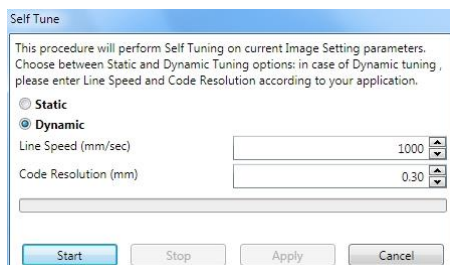 Self Tune
This procedure will perform Self Tuning on current Image Setting parameters.
Choose between Static and Dynamic Tuning options: in case of Dynamic tuning ,
please enter Line Speed and Code Resolution according to your application.
Static
Dynamic
Line Speed (mm/sec) 1000
Code Resolution (mm) 0.30
Start Stop Apply Cancel